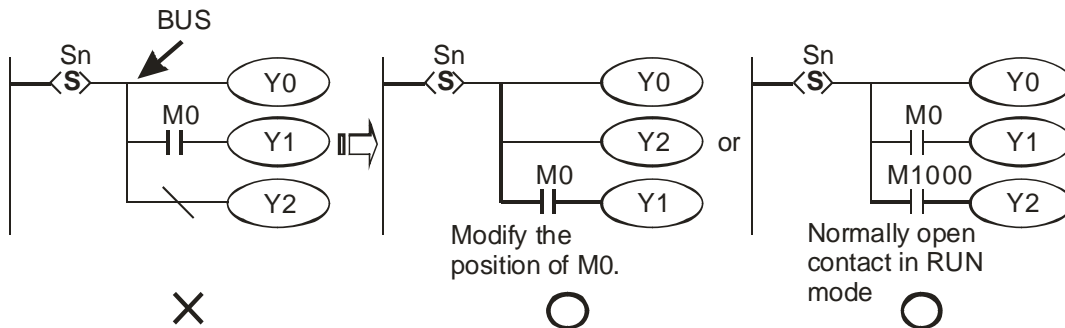 BUS
Sn
S
Y0
M0
Y1
Y2
Sn
S
Y0
Y2
M0
Y1
Modify the
position of M0.
or
Sn
S
Y0
M0
Y1
M1000
Y2
Normally open
contact in RUN
mode